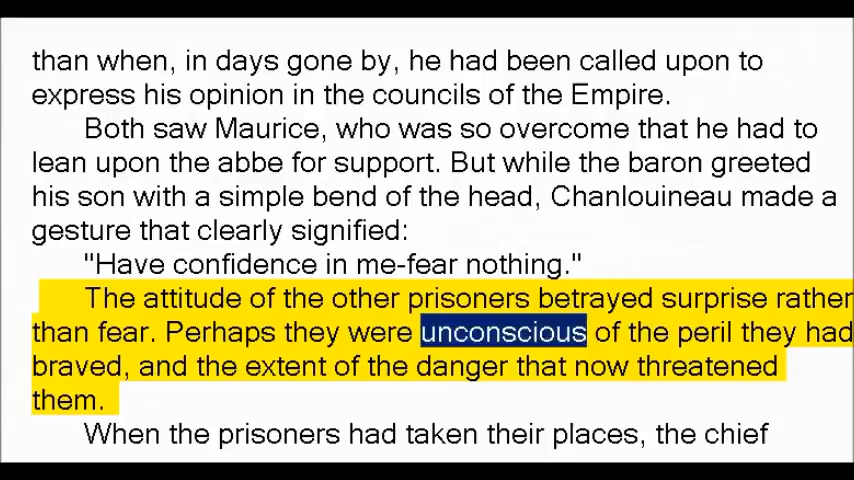 than when, in days gone by, he had been called upon to
express his opinion in the councils of the Empire.
Both saw Maurice, who was so overcome that he had to
lean upon the abbe for support. But while the baron greeted
his son with a simple bend of the head, Chanlouineau made a
gesture that clearly signified:
"Have confidence in me-fear nothing."
The attitude of the other prisoners betrayed surprise rather
than fear. Perhaps they were unconscious of the peril they had
braved, and the extent of the danger that now threatened
them.
When the prisoners had taken their places, the chief